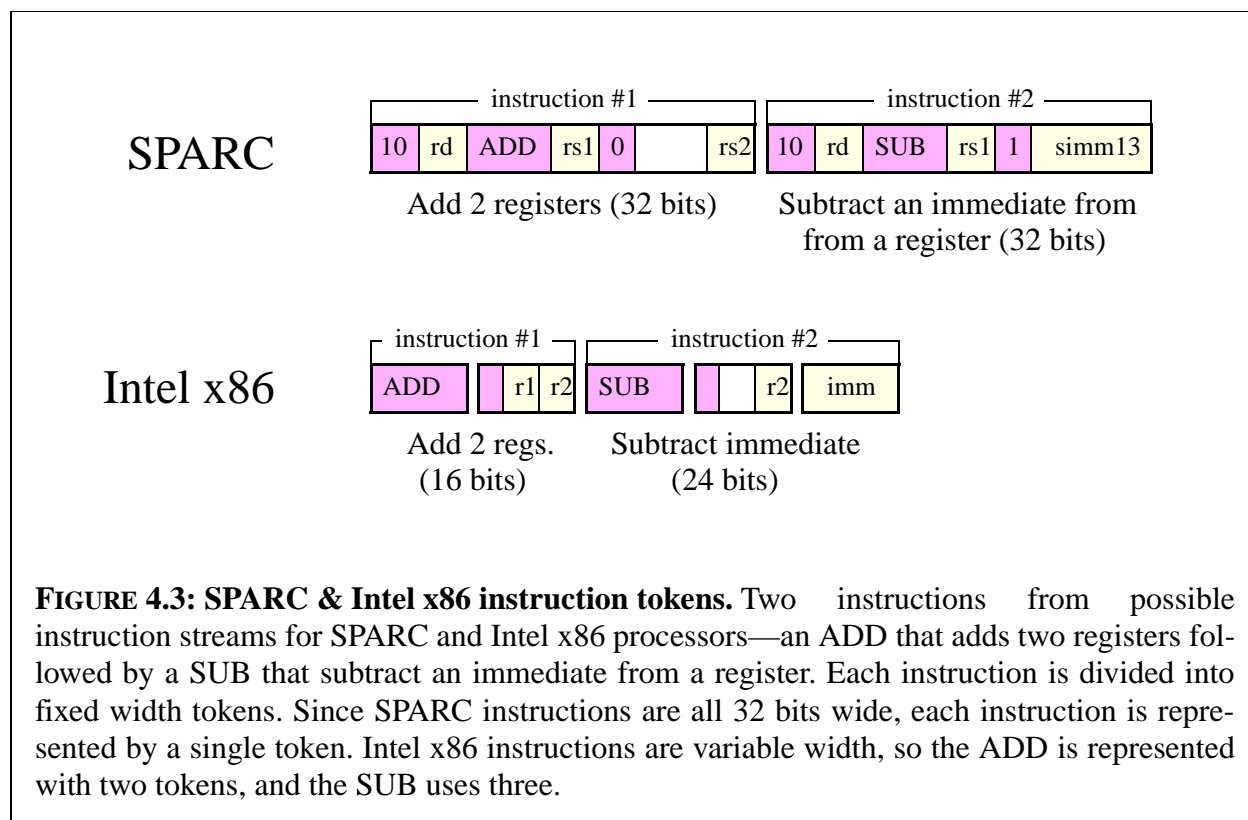 instruction #1 instruction #2
SPARC 10 rd ADD rs1 0 rs2 10 rd SUB rs1 1 simm13
Add 2 registers (32 bits) Subtract an immediate from
from a register (32 bits)
instruction #1 instruction #2
Intel x86 ADD r1 r2 SUB r2 imm
Add 2 regs. Subtract immediate
(16 bits) (24 bits)
FIGURE 4.3: SPARC & Intel x86 instruction tokens. Two instructions from possible
instruction streams for SPARC and Intel x86 processors—an ADD that adds two registers fol-
lowed by a SUB that subtract an immediate from a register. Each instruction is divided into
fixed width tokens. Since SPARC instructions are all 32 bits wide, each instruction is repre-
sented by a single token. Intel x86 instructions are variable width, so the ADD is represented
with two tokens, and the SUB uses three.